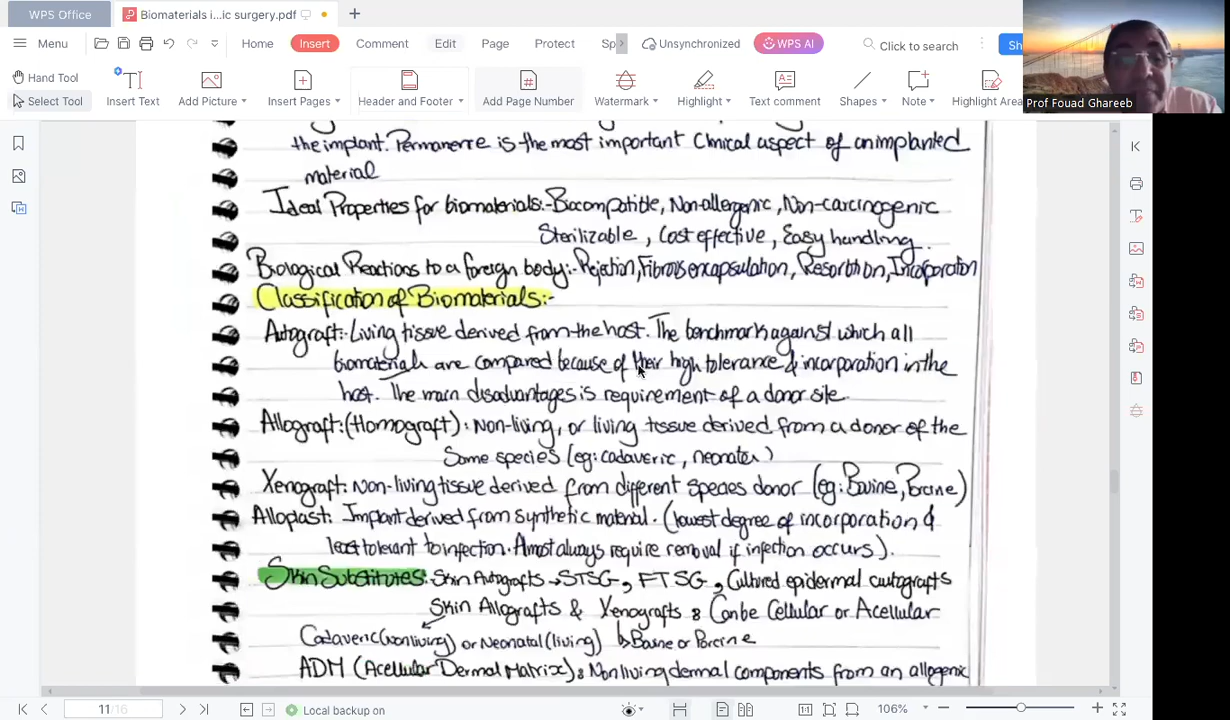 WPS Office
Biomaterials i...ic surgery.pdf
Menu
Home
Insert
Comment
Edit
Page
Protect
Sp
Unsynchronized
WPS AI
Click to search
Sh
Hand Tool
Select Tool
Insert Text
Add Picture
Insert Pages
Header and Footer
Add Page Number
Watermark
Highlight
Text comment
Shapes
Note
Highlight Area
Prof Fouad Ghareeb
the implant. Permanence is the most important Clinical aspect of an implanted
material
Ideal Properties for biomaterials:- Biocompatible, Non-allergenic, Non-carcinogenic
Sterilizable, Cost effective, Easy handling.
Biological Reactions to a foreign body:- Rejection, Fibrous encapsulation, Resorbtion, Incorporation
Classification of Biomaterials:-
Autograft:- Living tissue derived from the host. The benchmark against which all
biomaterials are compared because of their high tolerance & incorporation in the
host. The main disadvantages is requirement of a donor site.
Allograft:(Homograft): Non-living, or living tissue derived from a donor of the
Same species (eg: cadaveric, neonate)
Xenograft: Non-living tissue derived from different Species donor (eg: Bovine, Porcine)
Alloplast: Implant derived from synthetic material. (lowest degree of incorporation &
least tolerant to infection. Almost always require removal if infection occurs).
Skin Substitutes: Skin Autografts → STSG, FTSG, Cultured epidermal autografts
Skin Allografts & Xenografts : Can be Cellular or Acellular
Cadaveric (nonliving) or Neonatal (living) Bovine or Porcine
ADM (Acellular Dermal Matrix): Non living dermal components from an allogenic
11/16
Local backup on
106%